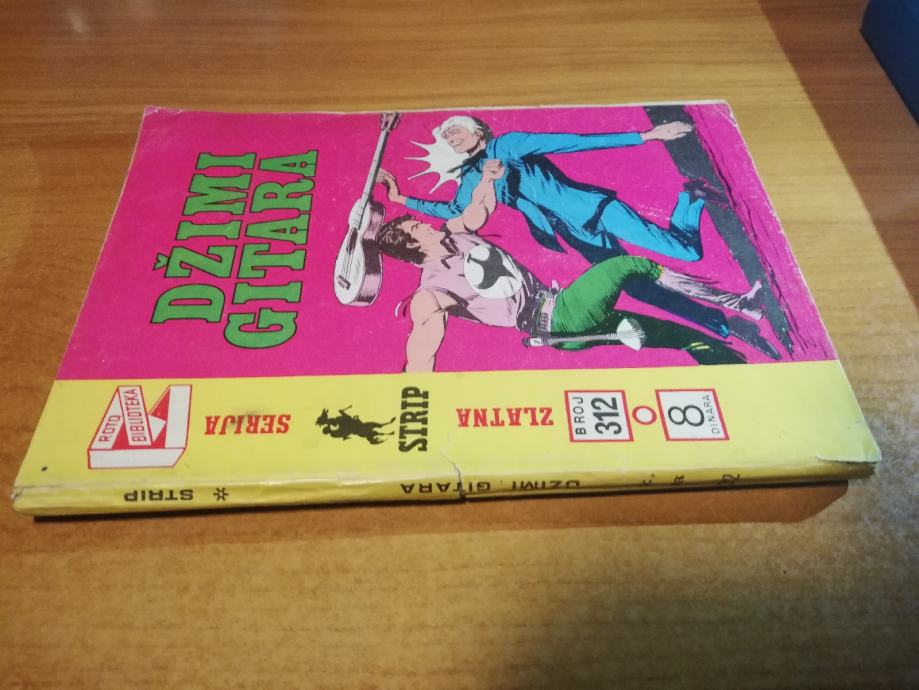 DŽIMI
GITARA
ROTO
BIBLIOTEKA
ZLATNA
STRIP
SERIJA
BROJ
312
8
DINARA
STRIP *
DŽIMI GITARA